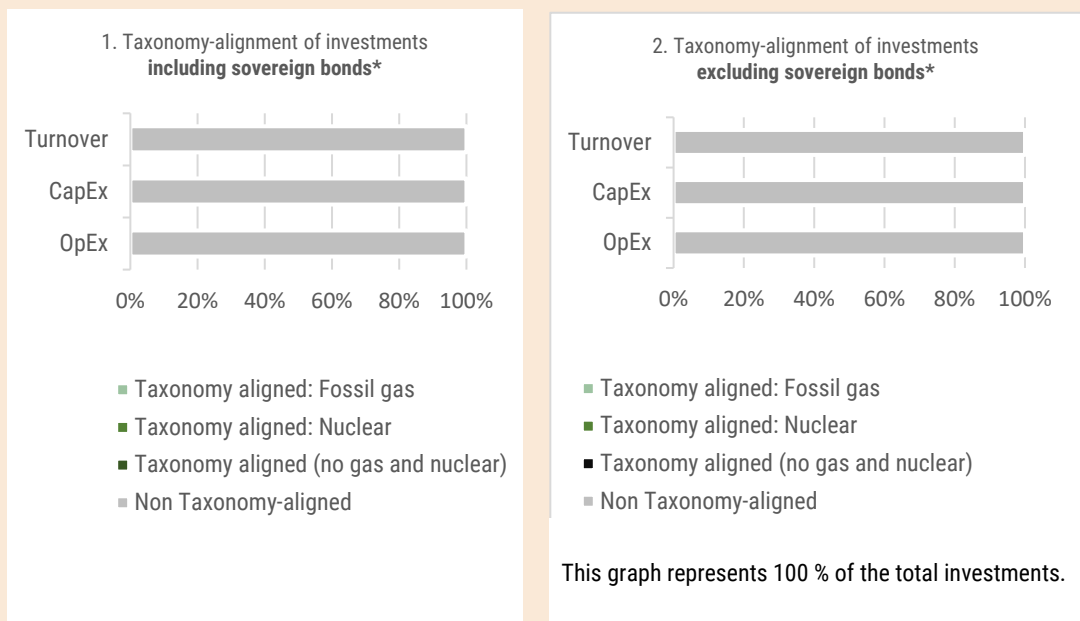 1. Taxonomy-alignment of investments
including sovereign bonds*
Turnover
CapEx
OpEx
0% 20% 40% 60% 80% 100%
Taxonomy aligned: Fossil gas
Taxonomy aligned: Nuclear
Taxonomy aligned (no gas and nuclear)
Non Taxonomy-aligned
2. Taxonomy-alignment of investments
excluding sovereign bonds*
Turnover
CapEx
OpEx
0% 20% 40% 60% 80% 100%
Taxonomy aligned: Fossil gas
Taxonomy aligned: Nuclear
Taxonomy aligned (no gas and nuclear)
Non Taxonomy-aligned
This graph represents 100 % of the total investments.